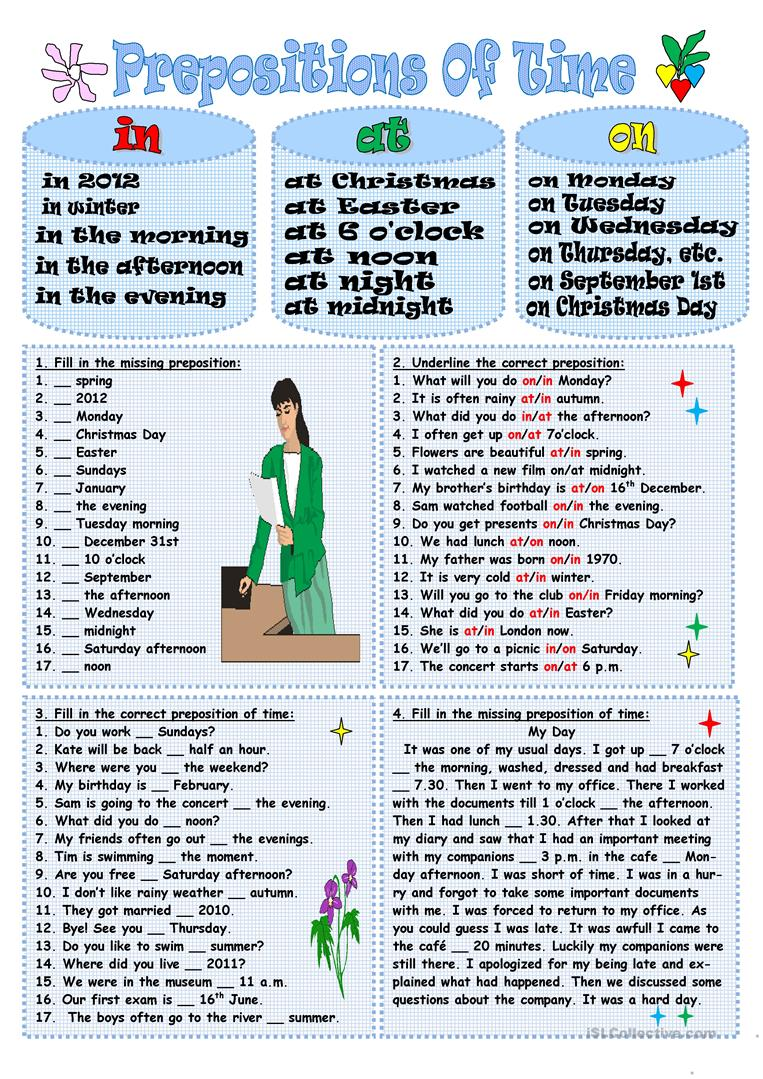 Prepositions Of Time
in
in 2012
in winter
in the morning
in the afternoon
in the evening
at
at Christmas
at Easter
at 6 o'clock
at noon
at night
at midnight
on
on Monday
on Tuesday
on Wednesday
on Thursday, etc.
on September 1st
on Christmas Day
1. Fill in the missing preposition:
1. __ spring
2. __ 2012
3. __ Monday
4. __ Christmas Day
5. __ Easter
6. __ Sundays
7. __ January
8. __ the evening
9. __ Tuesday morning
10. __ December 31st
11. __ 10 o'clock
12. __ September
13. __ the afternoon
14. __ Wednesday
15. __ midnight
16. __ Saturday afternoon
17. __ noon
2. Underline the correct preposition:
1. What will you do on/in Monday?
2. It is often rainy at/in autumn.
3. What did you do in/at the afternoon?
4. I often get up on/at 7o'clock.
5. Flowers are beautiful at/in spring.
6. I watched a new film on/at midnight.
7. My brother's birthday is at/on 16th December.
8. Sam watched football on/in the evening.
9. Do you get presents on/in Christmas Day?
10. We had lunch at/on noon.
11. My father was born on/in 1970.
12. It is very cold at/in winter.
13. Will you go to the club on/in Friday morning?
14. What did you do at/in Easter?
15. She is at/in London now.
16. We'll go to a picnic in/on Saturday.
17. The concert starts on/at 6 p.m.
3. Fill in the correct preposition of time:
1. Do you work __ Sundays?
2. Kate will be back __ half an hour.
3. Where were you __ the weekend?
4. My birthday is __ February.
5. Sam is going to the concert __ the evening.
6. What did you do __ noon?
7. My friends often go out __ the evenings.
8. Tim is swimming __ the moment.
9. Are you free __ Saturday afternoon?
10. I don't like rainy weather __ autumn.
11. They got married __ 2010.
12. Bye! See you __ Thursday.
13. Do you like to swim __ summer?
14. Where did you live __ 2011?
15. We were in the museum __ 11 a.m.
16. Our first exam is __ 16th June.
17. The boys often go to the river __ summer.
4. Fill in the missing preposition of time:
My Day
It was one of my usual days. I got up __ 7 o'clock
__ the morning, washed, dressed and had breakfast
__ 7.30. Then I went to my office. There I worked
with the documents till 1 o'clock __ the afternoon.
Then I had lunch __ 1.30. After that I looked at
my diary and saw that I had an important meeting
with my companions __ 3 p.m. in the cafe __ Mon-
day afternoon. I was short of time. I was in a hur-
ry and forgot to take some important documents
with me. I was forced to return to my office. As
you could guess I was late. It was awful! I came to
the café __ 20 minutes. Luckily my companions were
still there. I apologized for my being late and ex-
plained what had happened. Then we discussed some
questions about the company. It was a hard day.
iSLCollective.com